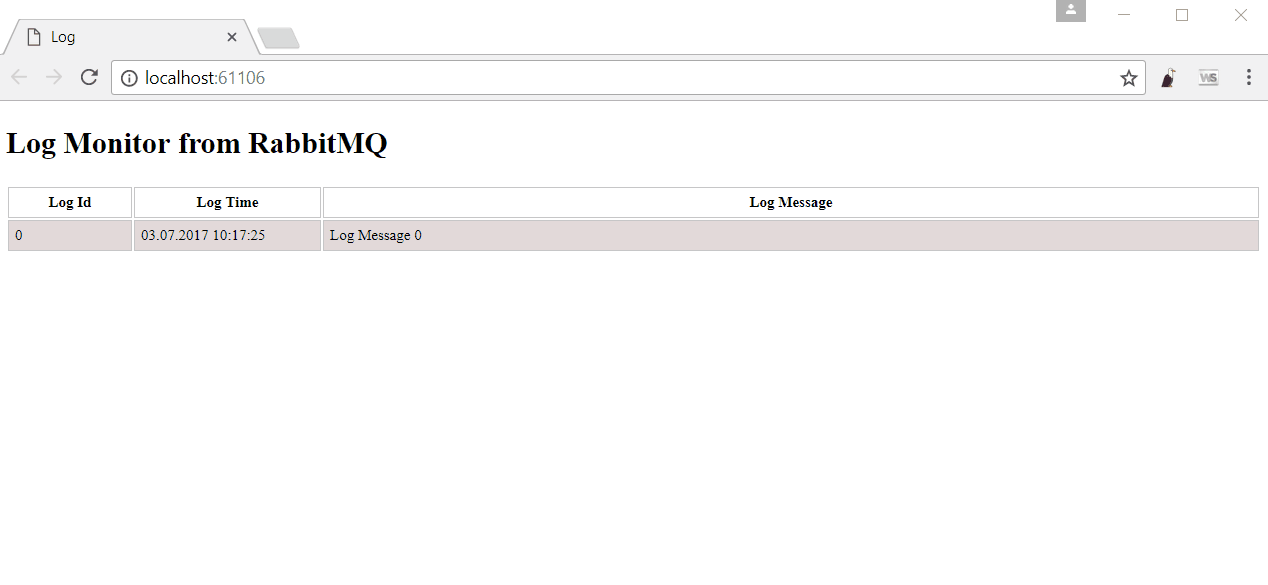 Log
localhost:61106
WS
Log Monitor from RabbitMQ
Log Id Log Time Log Message
0 03.07.2017 10:17:25 Log Message 0